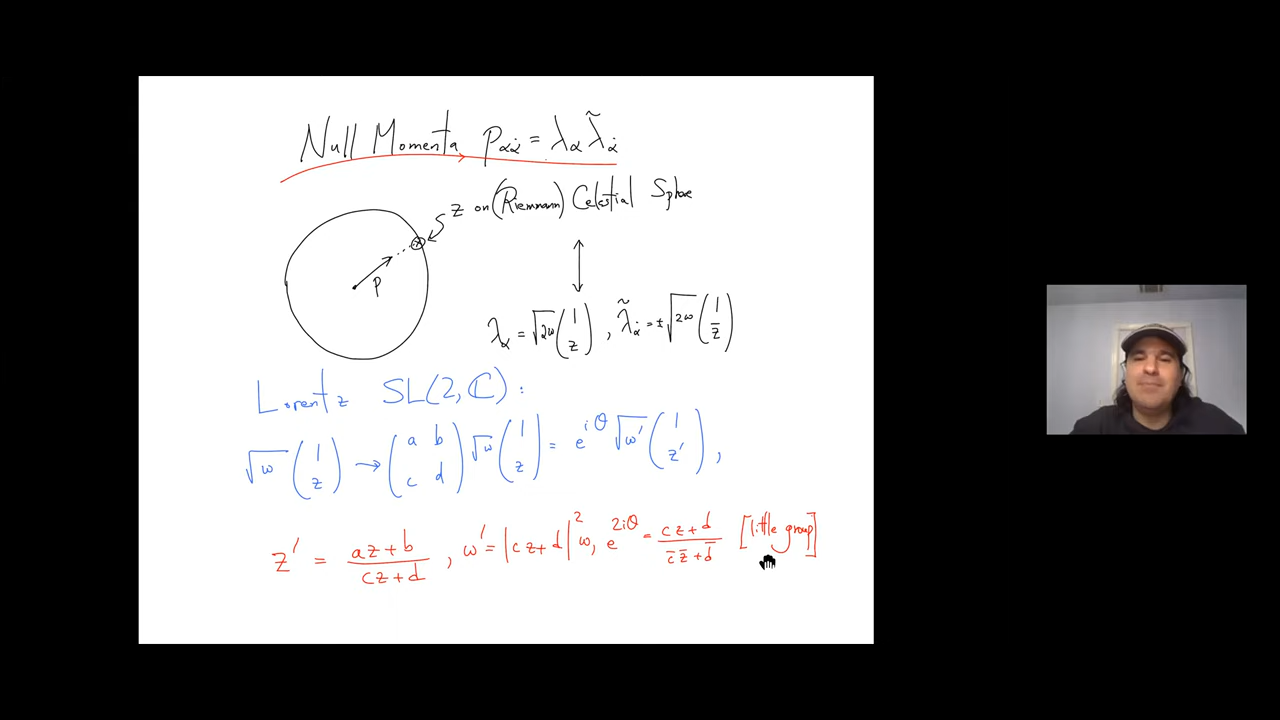 Null Momenta p_{αα̇} = λ_α λ̃_α̇
z on (Riemann) Celestial Sphere
p
λ_α = √2ω (1 z), λ̃_α̇ = ±√2ω (1 z̄)
Lorentz SL(2, ℂ):
√ω (1 z) → (a b c d) √ω (1 z) = e^{iθ} √ω' (1 z'),
z' = (az+b)/(cz+d), ω' = |cz+d|² ω, e^{2iθ} = (cz+d)/(c̄z̄+d̄) [little group]